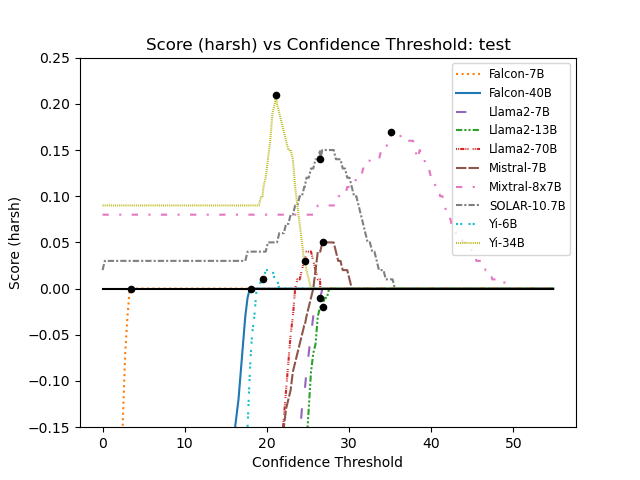 Score (harsh) vs Confidence Threshold: test
0.25
0.20
0.15
0.10
0.05
0.00
−0.05
−0.10
−0.15
Score (harsh)
0 10 20 30 40 50
Confidence Threshold
Falcon-7B
Falcon-40B
Llama2-7B
Llama2-13B
Llama2-70B
Mistral-7B
Mixtral-8x7B
SOLAR-10.7B
Yi-6B
Yi-34B